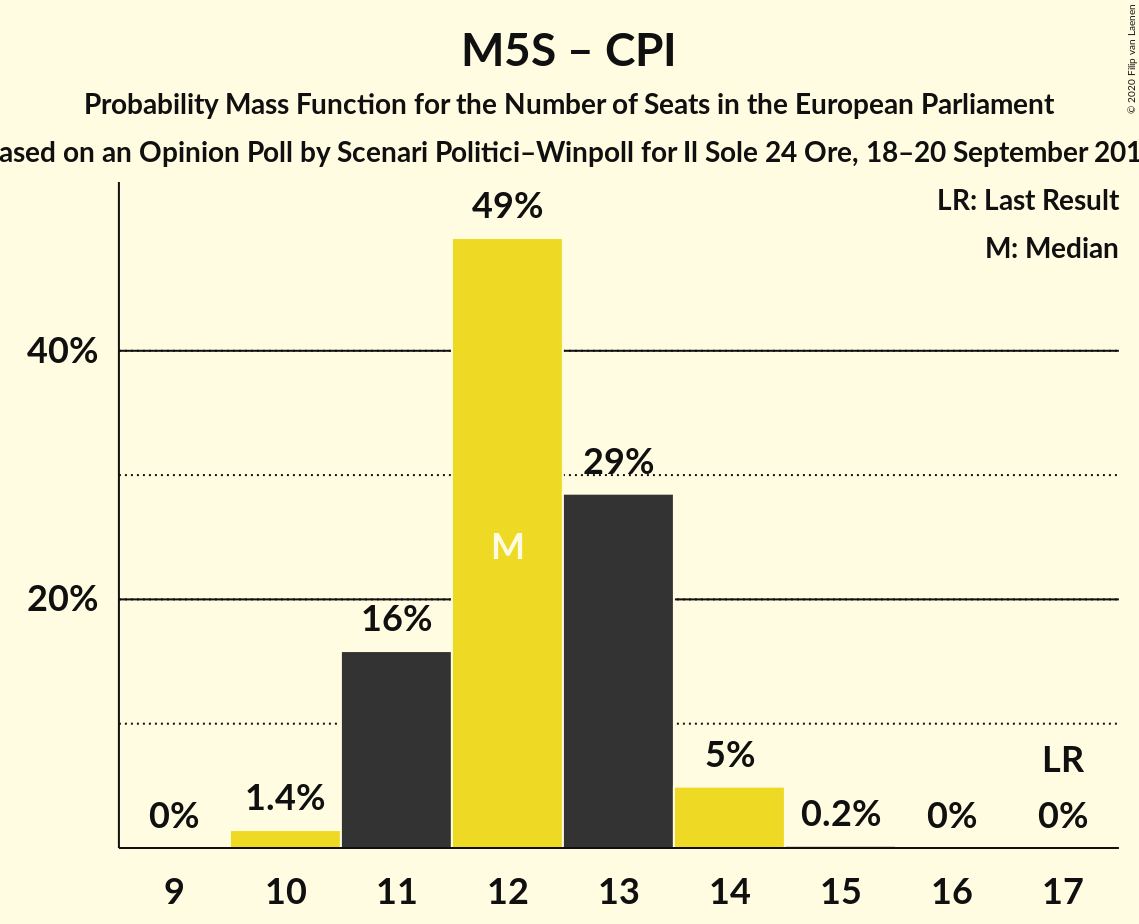 M5S – CPI
Probability Mass Function for the Number of Seats in the European Parliament
ased on an Opinion Poll by Scenari Politici–Winpoll for Il Sole 24 Ore, 18–20 September 201
© 2020 Filip van Laenen
LR: Last Result
M: Median
49%
40%
29%
M
20%
16%
5%
LR
1.4%
0%
0.2%
0%
0%
9 10 11 12 13 14 15 16 17